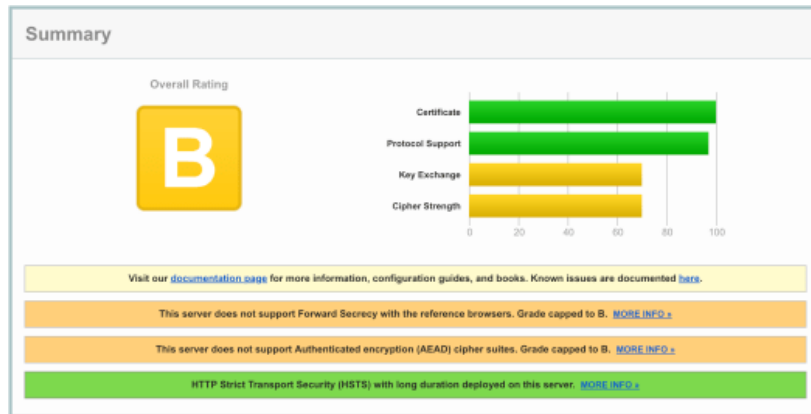 Summary
Overall Rating
B
Certificate
Protocol Support
Key Exchange
Cipher Strength
0 20 40 60 80 100
Visit our documentation page for more information, configuration guides, and books. Known issues are documented here.
This server does not support Forward Secrecy with the reference browsers. Grade capped to B. MORE INFO »
This server does not support Authenticated encryption (AEAD) cipher suites. Grade capped to B. MORE INFO »
HTTP Strict Transport Security (HSTS) with long duration deployed on this server. MORE INFO »